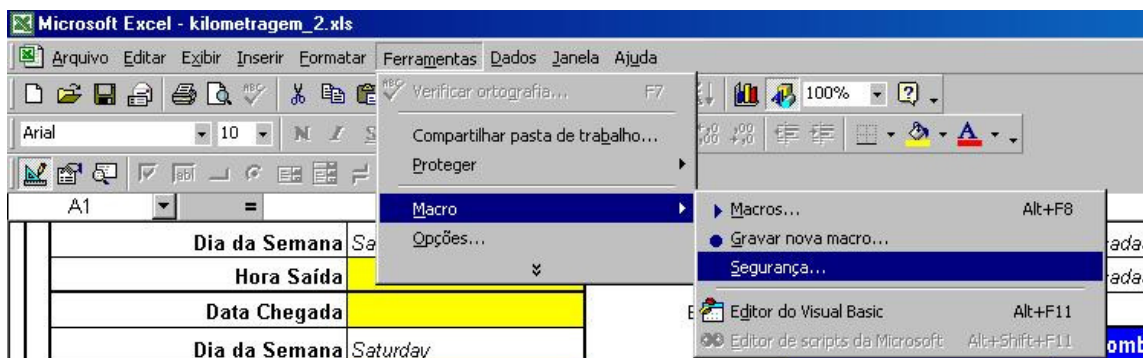 Microsoft Excel - kilometragem_2.xls
Arquivo Editar Exibir Inserir Formatar Ferramentas Dados Janela Ajuda
Verificar ortografia... F7
100%
Arial 10 N I S
Compartilhar pasta de trabalho...
Proteger
A1 =
Macro
Macros... Alt+F8
Opções...
Gravar nova macro...
Segurança...
Editor do Visual Basic Alt+F11
Editor de scripts da Microsoft Alt+Shift+F11
Dia da Semana
Hora Saída
Data Chegada
Dia da Semana Saturday